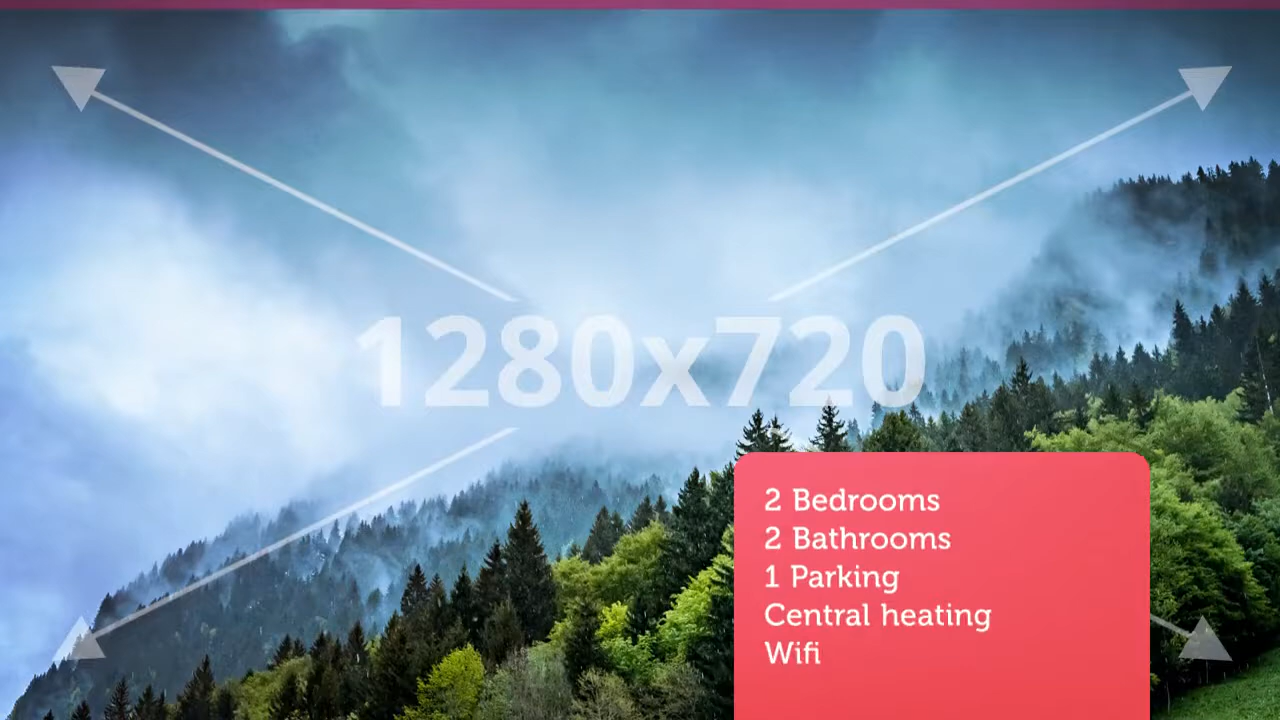 1280x720
2 Bedrooms
2 Bathrooms
1 Parking
Central heating
Wifi